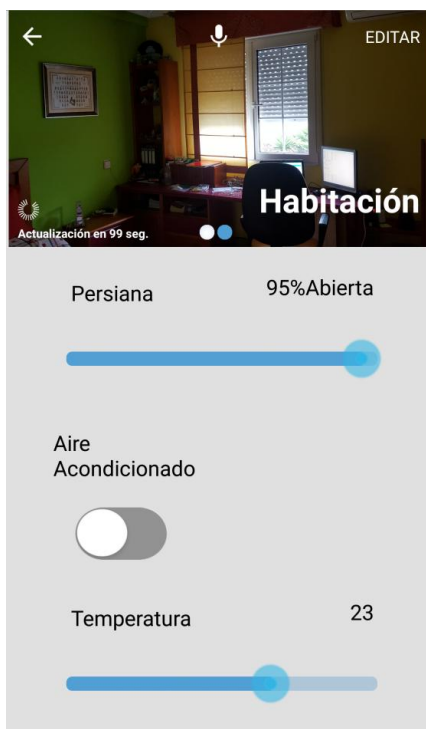 EDITAR
Habitación
Actualización en 99 seg.
Persiana
95%Abierta
Aire
Acondicionado
Temperatura
23